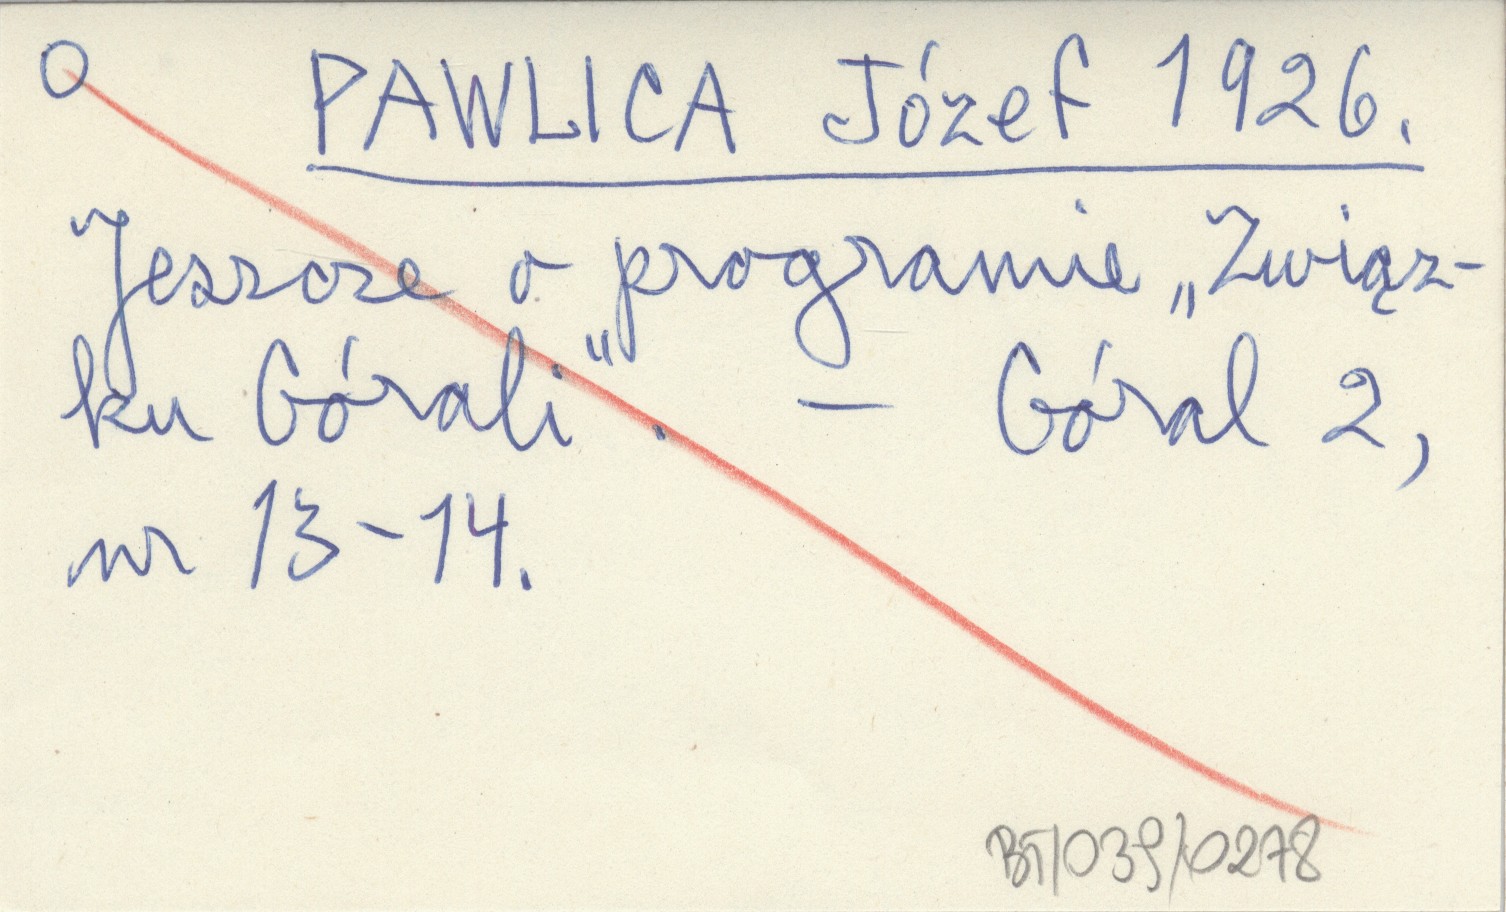 O PAWLICA Józef 1926.
Jeszcze o programie „Związ-
ku Górali". — Góral 2,
nr 13-14.
BT/039/0278